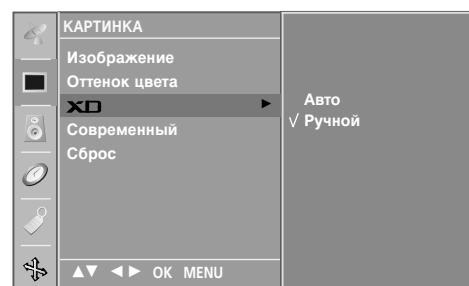 КАРТИНКА
Изображение
Оттенок цвета
XD ►
Современный
Сброс
Авто
√ Ручной
▲▼ ◄► OK MENU